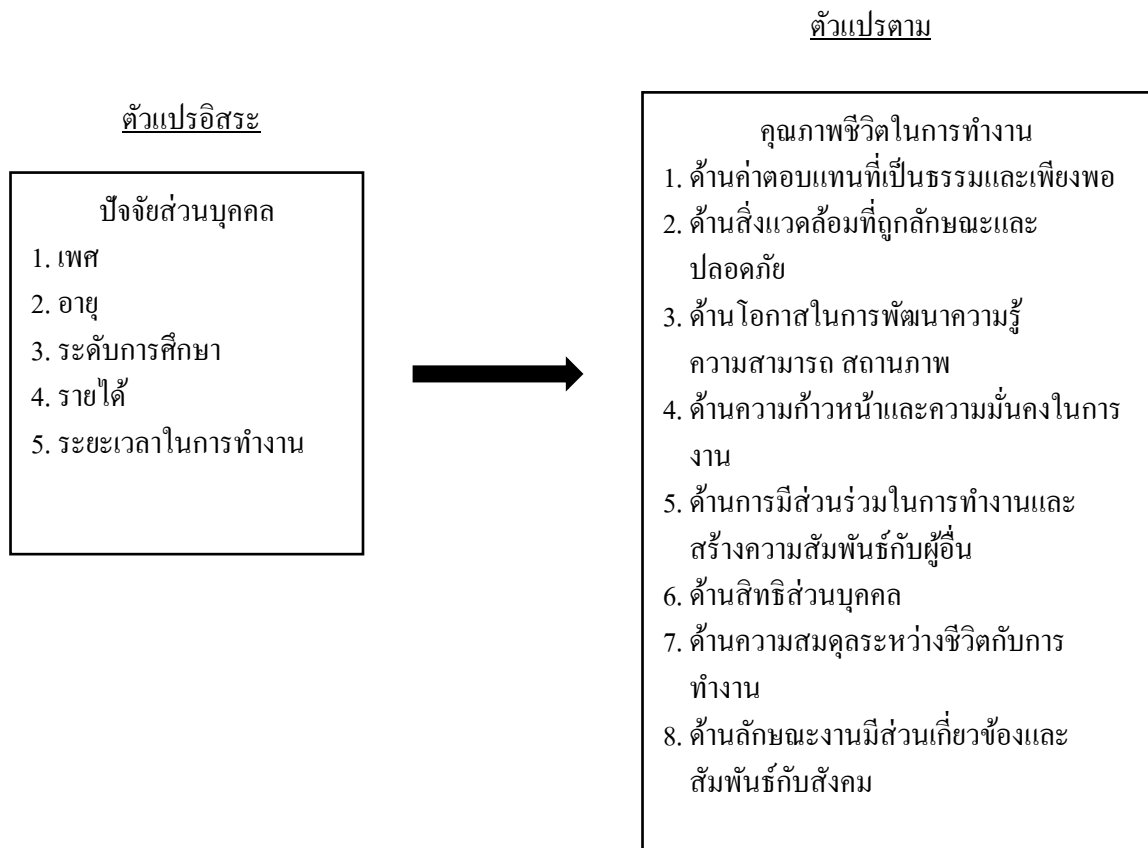 ตัวแปรตาม
ตัวแปรอิสระ
ปัจจัยส่วนบุคคล
1. เพศ
2. อายุ
3. ระดับการศึกษา
4. รายได้
5. ระยะเวลาในการทำงาน
คุณภาพชีวิตในการทำงาน
1. ด้านค่าตอบแทนที่เป็นธรรมและเพียงพอ
2. ด้านสิ่งแวดล้อมที่ถูกลักษณะและ
ปลอดภัย
3. ด้านโอกาสในการพัฒนาความรู้
ความสามารถ สถานภาพ
4. ด้านความก้าวหน้าและความมั่นคงในการ
งาน
5. ด้านการมีส่วนร่วมในการทำงานและ
สร้างความสัมพันธ์กับผู้อื่น
6. ด้านสิทธิส่วนบุคคล
7. ด้านความสมดุลระหว่างชีวิตกับการ
ทำงาน
8. ด้านลักษณะงานมีส่วนเกี่ยวข้องและ
สัมพันธ์กับสังคม